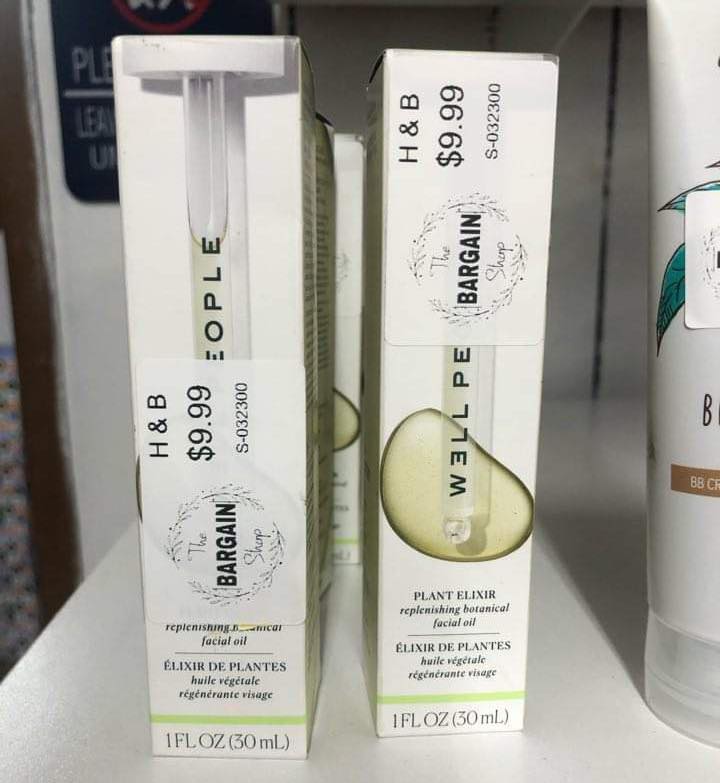 PLE
LEA
U
EOPLE
H & B
$9.99
S-032300
The
BARGAIN
Shop
replenishing botanical
facial oil
ÉLIXIR DE PLANTES
huile végétale
régénérante visage
1 FL OZ (30 mL)
H & B
$9.99
S-032300
The
BARGAIN
Shop
WƎLL PE
PLANT ELIXIR
replenishing botanical
facial oil
ÉLIXIR DE PLANTES
huile végétale
régénérante visage
1 FL OZ (30 mL)
B
BB CR